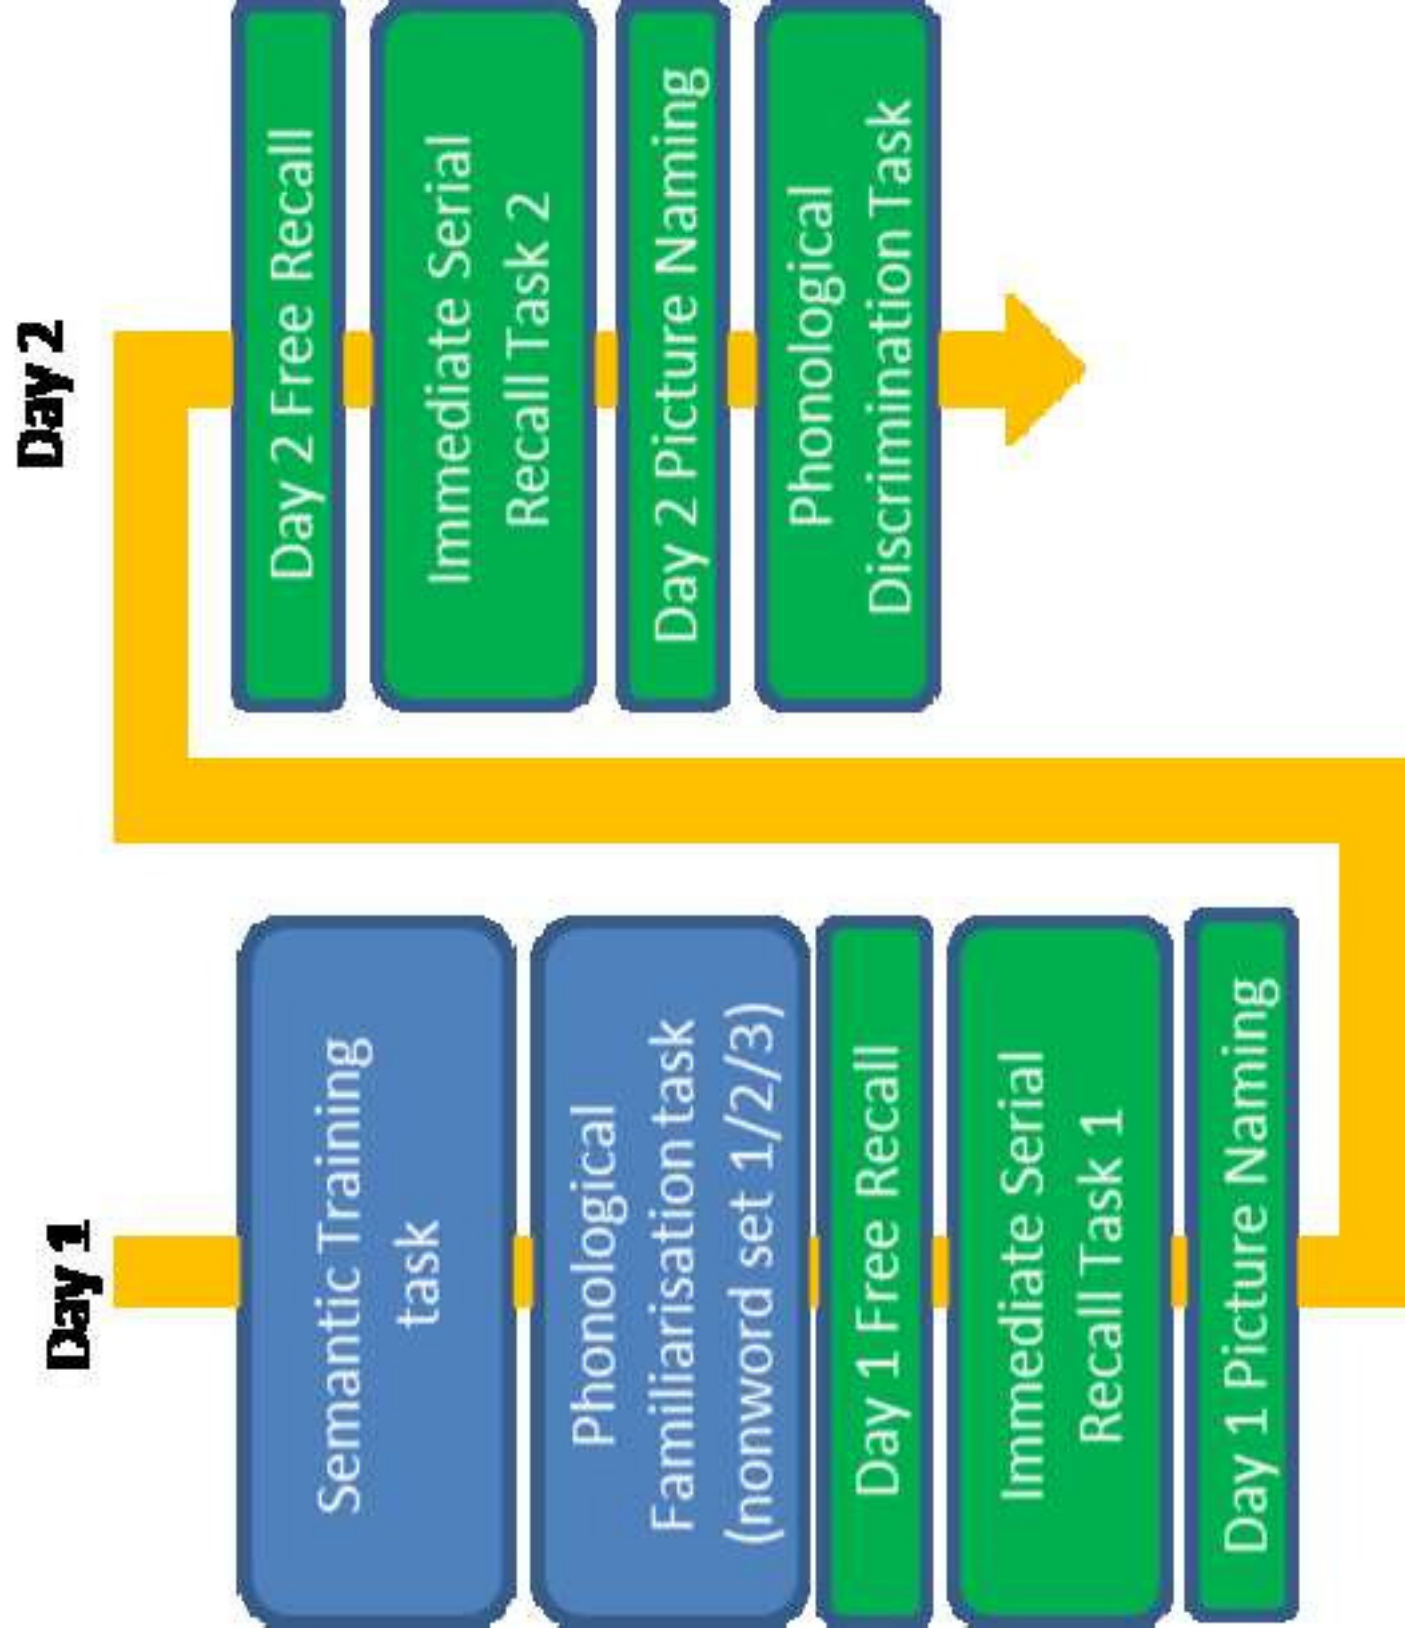 Day 1
Semantic Training
task
Phonological
Familiarisation task
(nonword set 1/2/3)
Day 1 Free Recall
Immediate Serial
Recall Task 1
Day 1 Picture Naming
Day 2
Day 2 Free Recall
Immediate Serial
Recall Task 2
Day 2 Picture Naming
Phonological
Discrimination Task